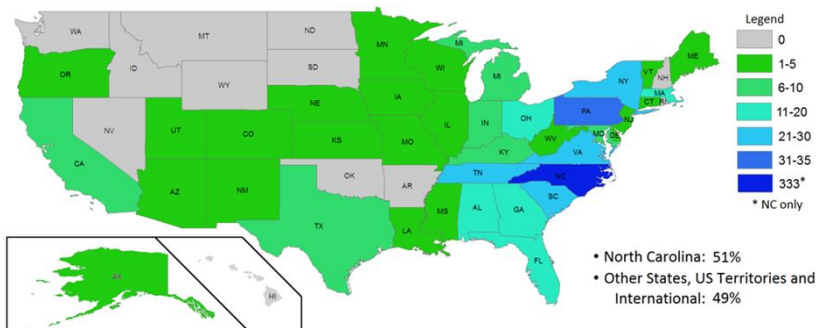 Legend
0
1-5
6-10
11-20
21-30
31-35
333*
* NC only
WA
MT
ND
MN
OR
ID
WY
SD
WI
MI
MI
NY
VT
NH
ME
MA
CT
RI
NV
UT
CO
NE
IA
IL
IN
OH
PA
NJ
MD
DE
CA
KS
MO
KY
WV
VA
AZ
NM
OK
AR
TN
NC
SC
TX
LA
MS
AL
GA
FL
AK
HI
• North Carolina: 51%
• Other States, US Territories and
International: 49%